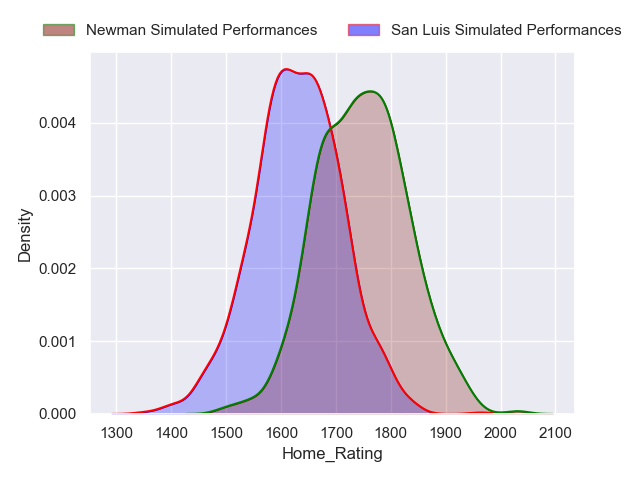 Newman Simulated Performances San Luis Simulated Performances
Density
0.004
0.003
0.002
0.001
0.000
1300 1400 1500 1600 1700 1800 1900 2000 2100
Home_Rating